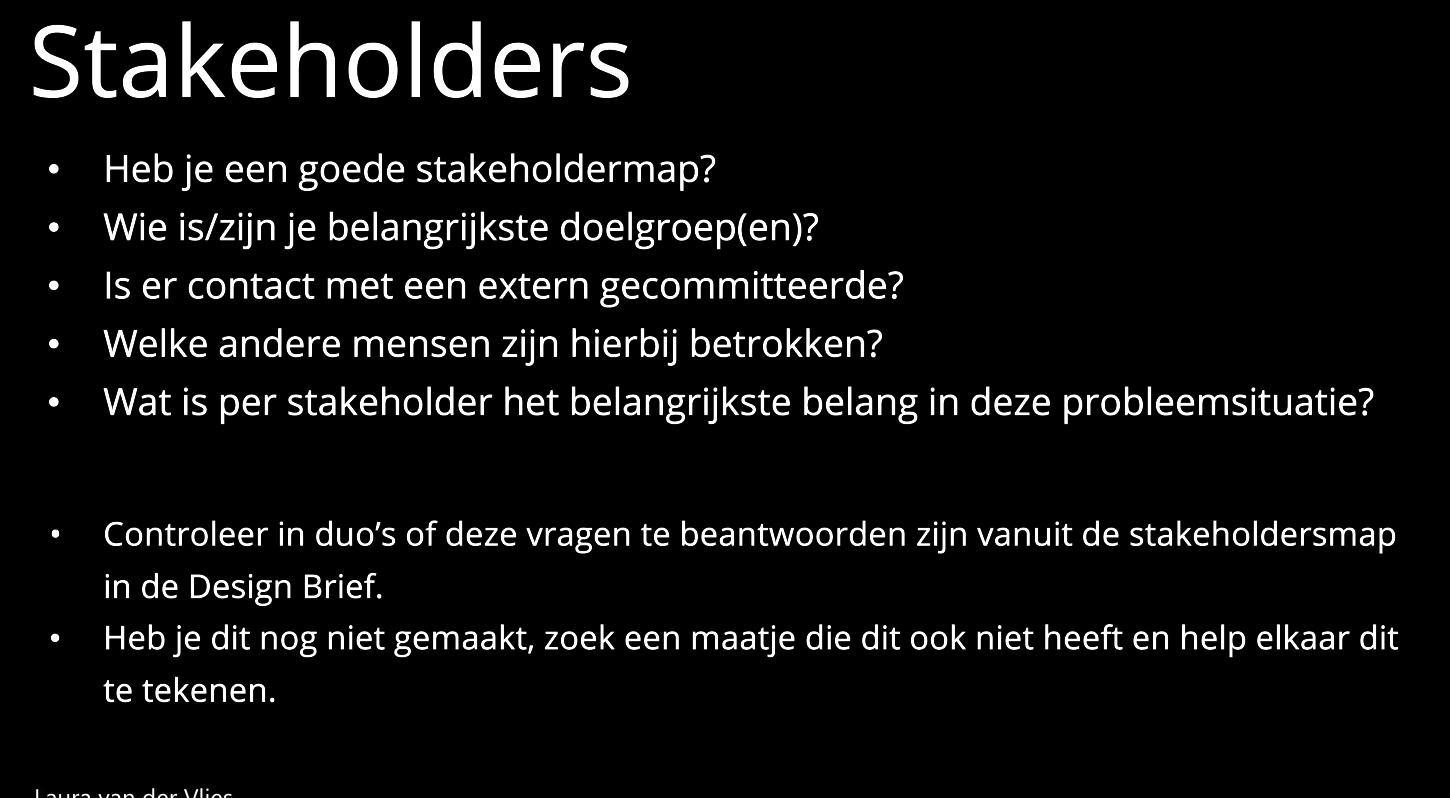 Stakeholders
• Heb je een goede stakeholdermap?
• Wie is/zijn je belangrijkste doelgroep(en)?
• Is er contact met een extern gecommitteerde?
• Welke andere mensen zijn hierbij betrokken?
• Wat is per stakeholder het belangrijkste belang in deze probleemsituatie?
• Controleer in duo’s of deze vragen te beantwoorden zijn vanuit de stakeholdersmap
in de Design Brief.
• Heb je dit nog niet gemaakt, zoek een maatje die dit ook niet heeft en help elkaar dit
te tekenen.
Laura van der Vlies